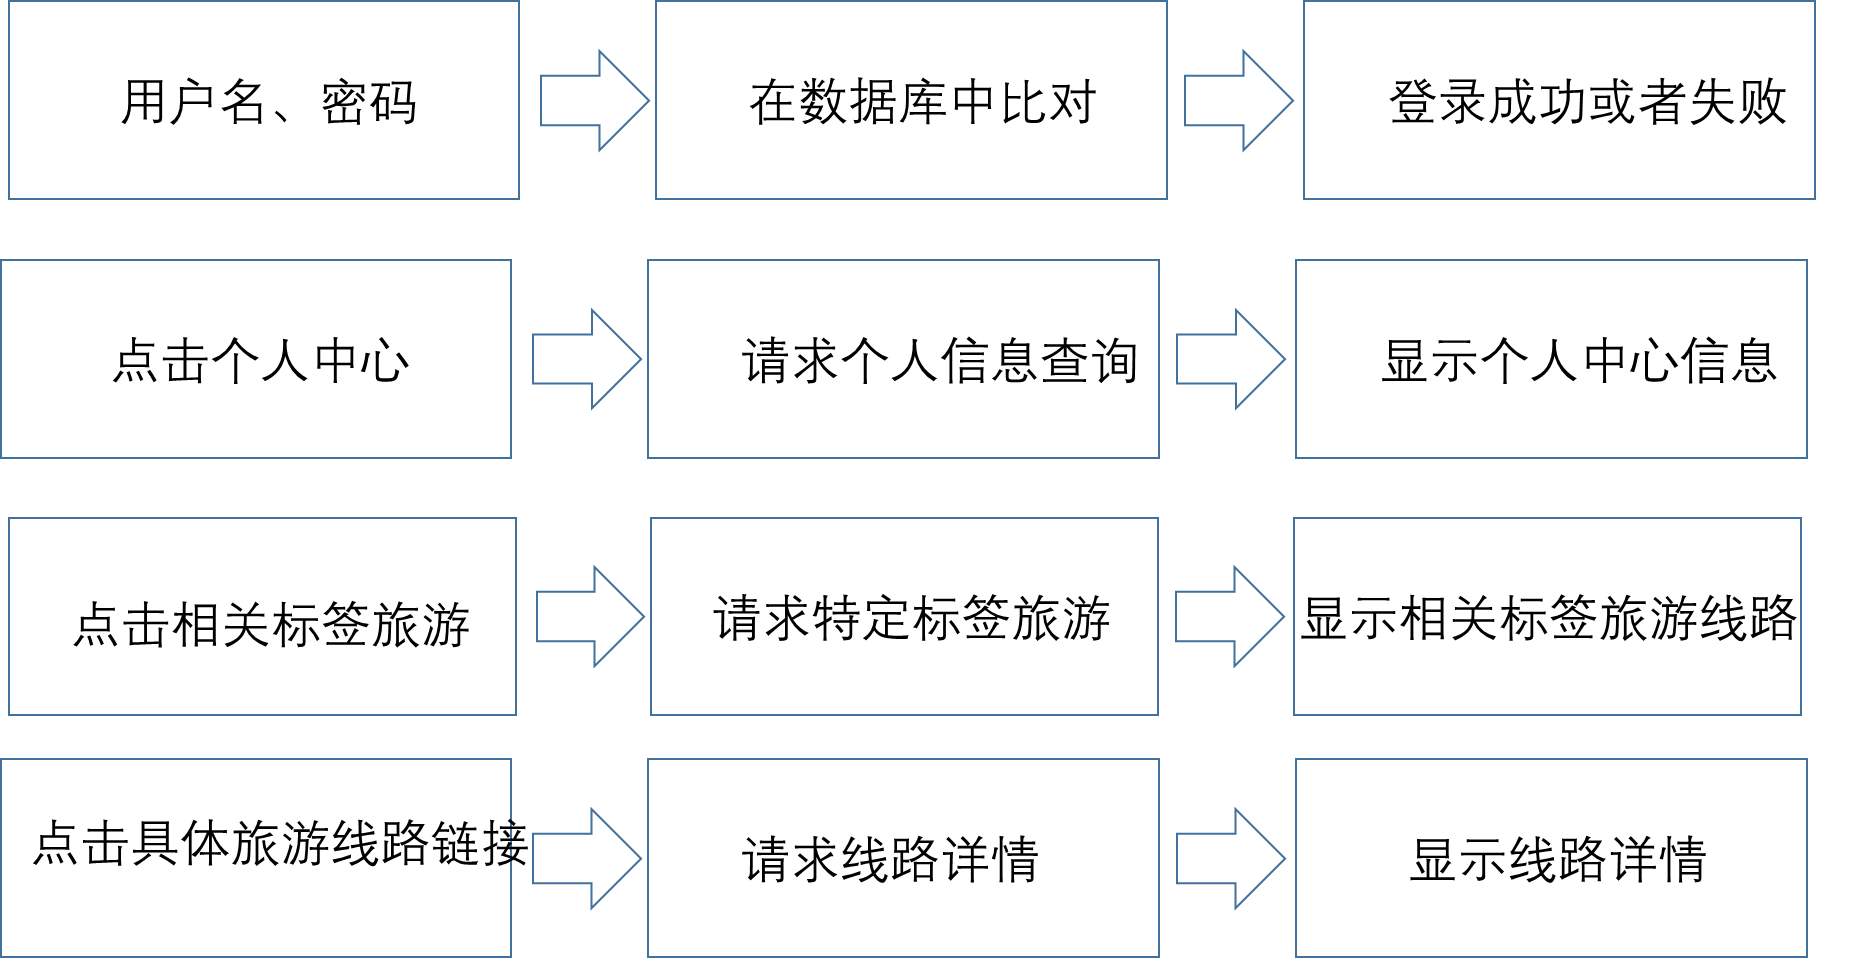 用户名、密码
在数据库中比对
登录成功或者失败
点击个人中心
请求个人信息查询
显示个人中心信息
点击相关标签旅游
请求特定标签旅游
显示相关标签旅游线路
点击具体旅游线路链接
请求线路详情
显示线路详情